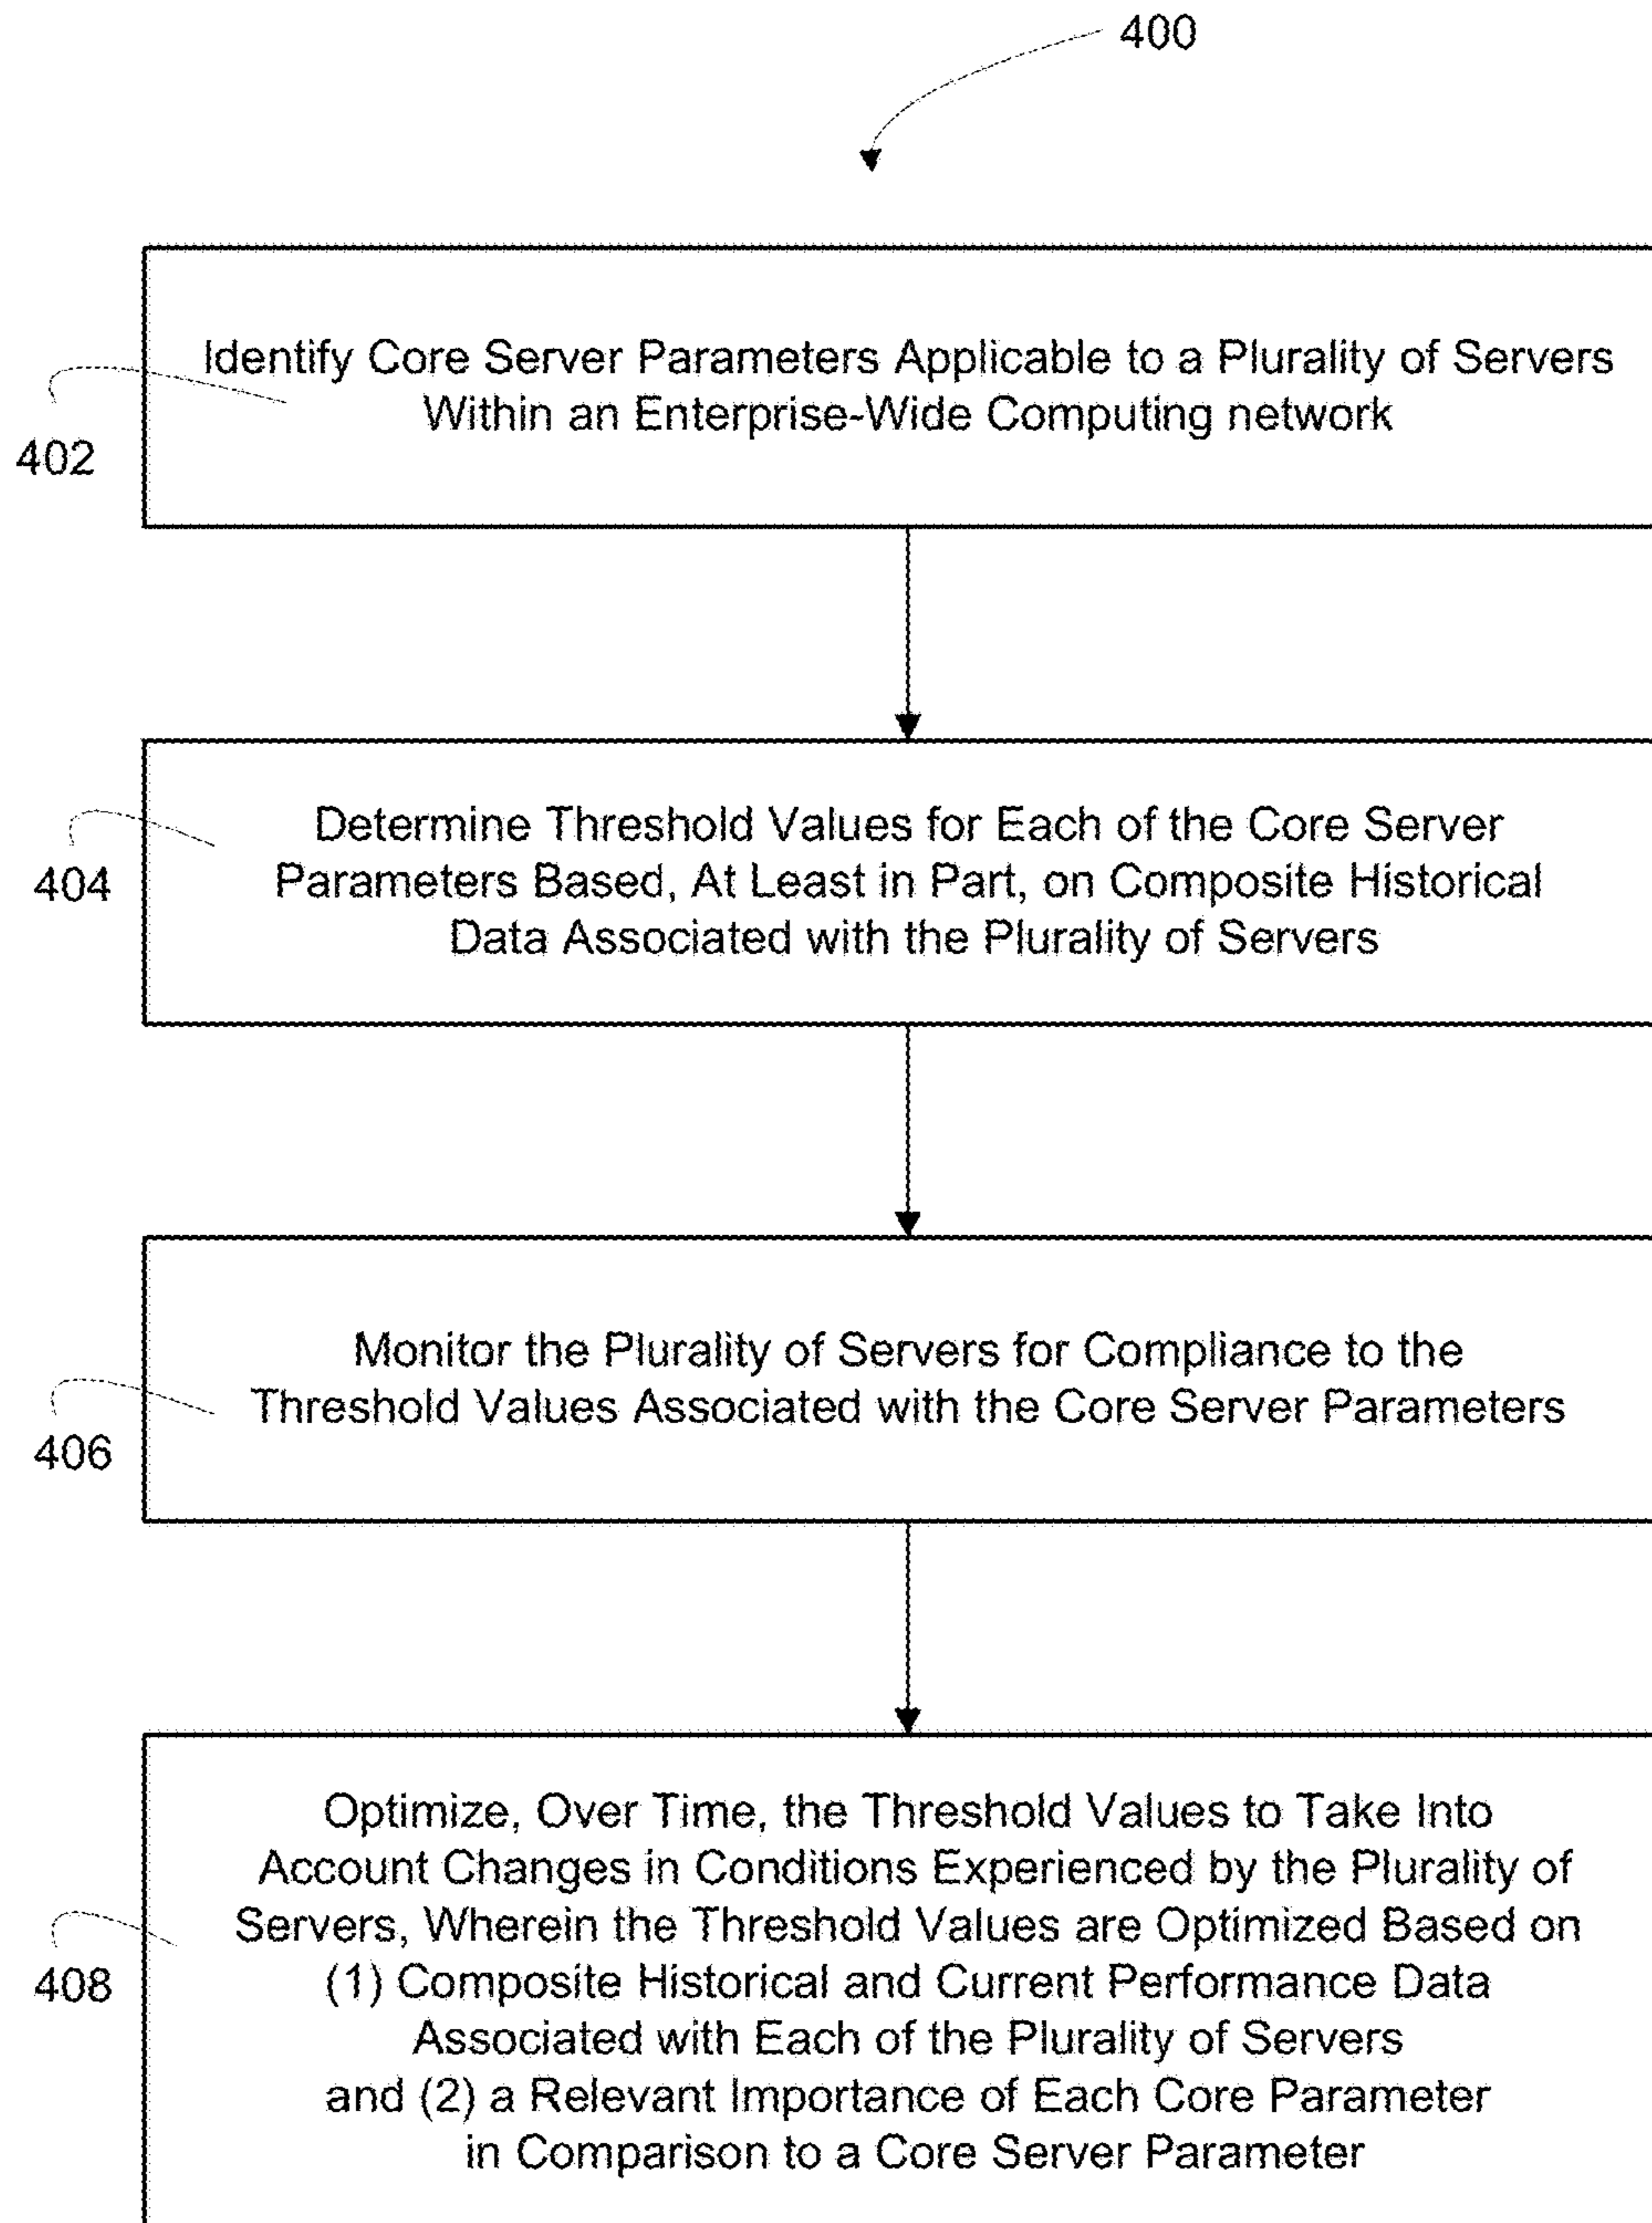 400
Identify Core Server Parameters Applicable to a Plurality of Servers
Within an Enterprise-Wide Computing network
402
Determine Threshold Values for Each of the Core Server
Parameters Based, At Least in Part, on Composite Historical
Data Associated with the Plurality of Servers
404
Monitor the Plurality of Servers for Compliance to the
Threshold Values Associated with the Core Server Parameters
406
Optimize, Over Time, the Threshold Values to Take Into
Account Changes in Conditions Experienced by the Plurality of
Servers, Wherein the Threshold Values are Optimized Based on
(1) Composite Historical and Current Performance Data
Associated with Each of the Plurality of Servers
and (2) a Relevant Importance of Each Core Parameter
in Comparison to a Core Server Parameter
408